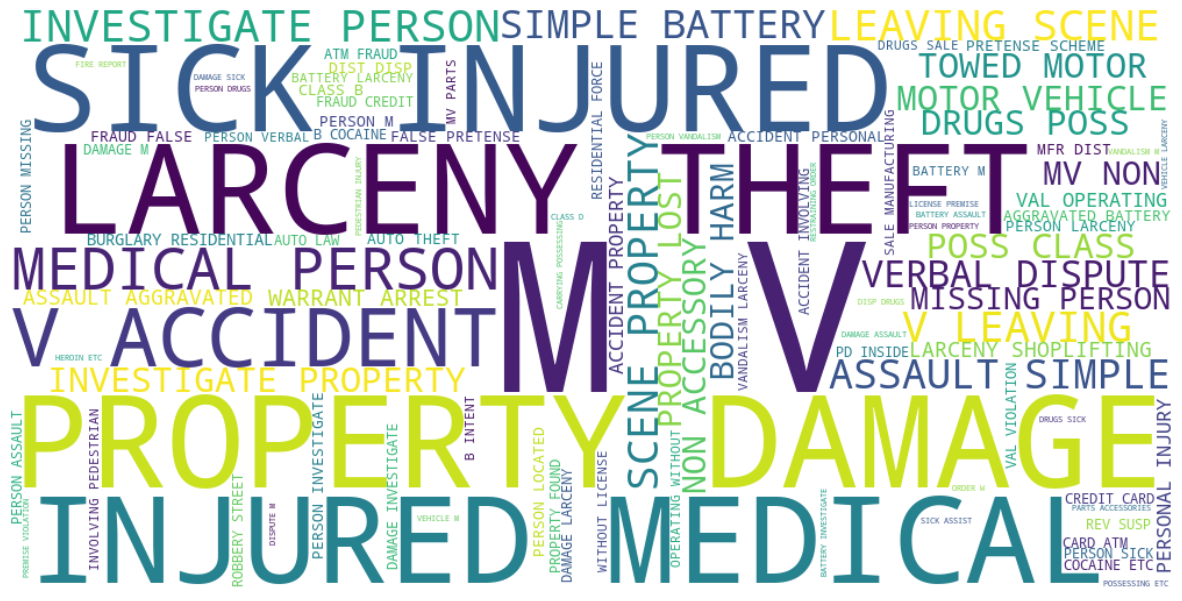 INVESTIGATE PERSON
SIMPLE BATTERY
LEAVING SCENE
SICK INJURED
ATM FRAUD
DRUGS SALE
PRETENSE SCHEME
FIRE REPORT
DIST DISP
TOWED MOTOR
DAMAGE SICK
BATTERY LARCENY
PERSON DRUGS
CLASS B
MV PARTS
RESIDENTIAL FORCE
MOTOR VEHICLE
FRAUD CREDIT
PERSON M
DRUGS POSS
FRAUD FALSE
PERSON VERBAL
B COCAINE
FALSE PRETENSE
PERSON VANDALISM
ACCIDENT PERSONAL
PERSON MISSING
DAMAGE M
LARCENY THEFT
MFR DIST
VANDALISM M
VEHICLE LARCENY
PEDESTRIAN INJURY
SALE MANUFACTURING
BATTERY M
MV NON
RESTRAINING ORDER
LICENSE PREMISE
VAL OPERATING
CLASS D
BATTERY ASSAULT
AGGRAVATED BATTERY
PERSON PROPERTY
PERSON LARCENY
BURGLARY RESIDENTIAL
AUTO LAW
AUTO THEFT
POSS CLASS
MEDICAL PERSON
CARRYING POSSESSING
ACCIDENT PROPERTY
SCENE PROPERTY
PROPERTY LOST
NON ACCESSORY
BODILY HARM
VANDALISM LARCENY
ACCIDENT INVOLVING
M V
VERBAL DISPUTE
ASSAULT AGGRAVATED
WARRANT ARREST
DISP DRUGS
MISSING PERSON
V ACCIDENT
V LEAVING
DAMAGE ASSAULT
HEROIN ETC
PD INSIDE
LARCENY SHOPLIFTING
INVESTIGATE PROPERTY
ASSAULT SIMPLE
PROPERTY DAMAGE
PERSON ASSAULT
INVOLVING PEDESTRIAN
PERSON INVESTIGATE
DAMAGE INVESTIGATE
B INTENT
VAL VIOLATION
DRUGS SICK
PERSONAL INJURY
PERSON LOCATED
PROPERTY FOUND
DAMAGE LARCENY
WITHOUT LICENSE
OPERATING WITHOUT
ROBBERY STREET
PREMISE VIOLATION
DISPUTE M
VEHICLE M
INJURED MEDICAL
BATTERY INVESTIGATE
ORDER W
SICK ASSIST
CREDIT CARD
PARTS ACCESSORIES
REV SUSP
CARD ATM
PERSON SICK
COCAINE ETC
POSSESSING ETC